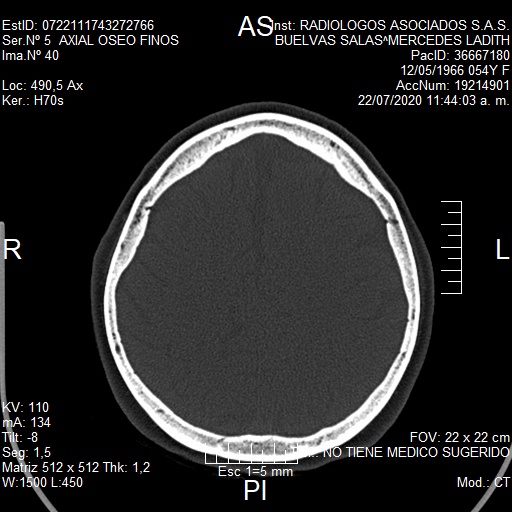 EstID: 0722111743272766
Ser.Nº 5 AXIAL OSEO FINOS
Ima.Nº 40
Loc: 490,5 Ax
Ker.: H70s
AS
Inst: RADIOLOGOS ASOCIADOS S.A.S.
BUELVAS SALAS^MERCEDES LADITH
PacID: 36667180
12/05/1966 054Y F
AccNum: 19214901
22/07/2020 11:44:03 a. m.
R
L
KV: 110
mA: 134
Tilt: -8
Seg: 1,5
Matriz 512 x 512 Thk: 1,2
W:1500 L:450
Esc 1=5 mm
PI
FOV: 22 x 22 cm
NO TIENE MEDICO SUGERIDO
Mod.: CT